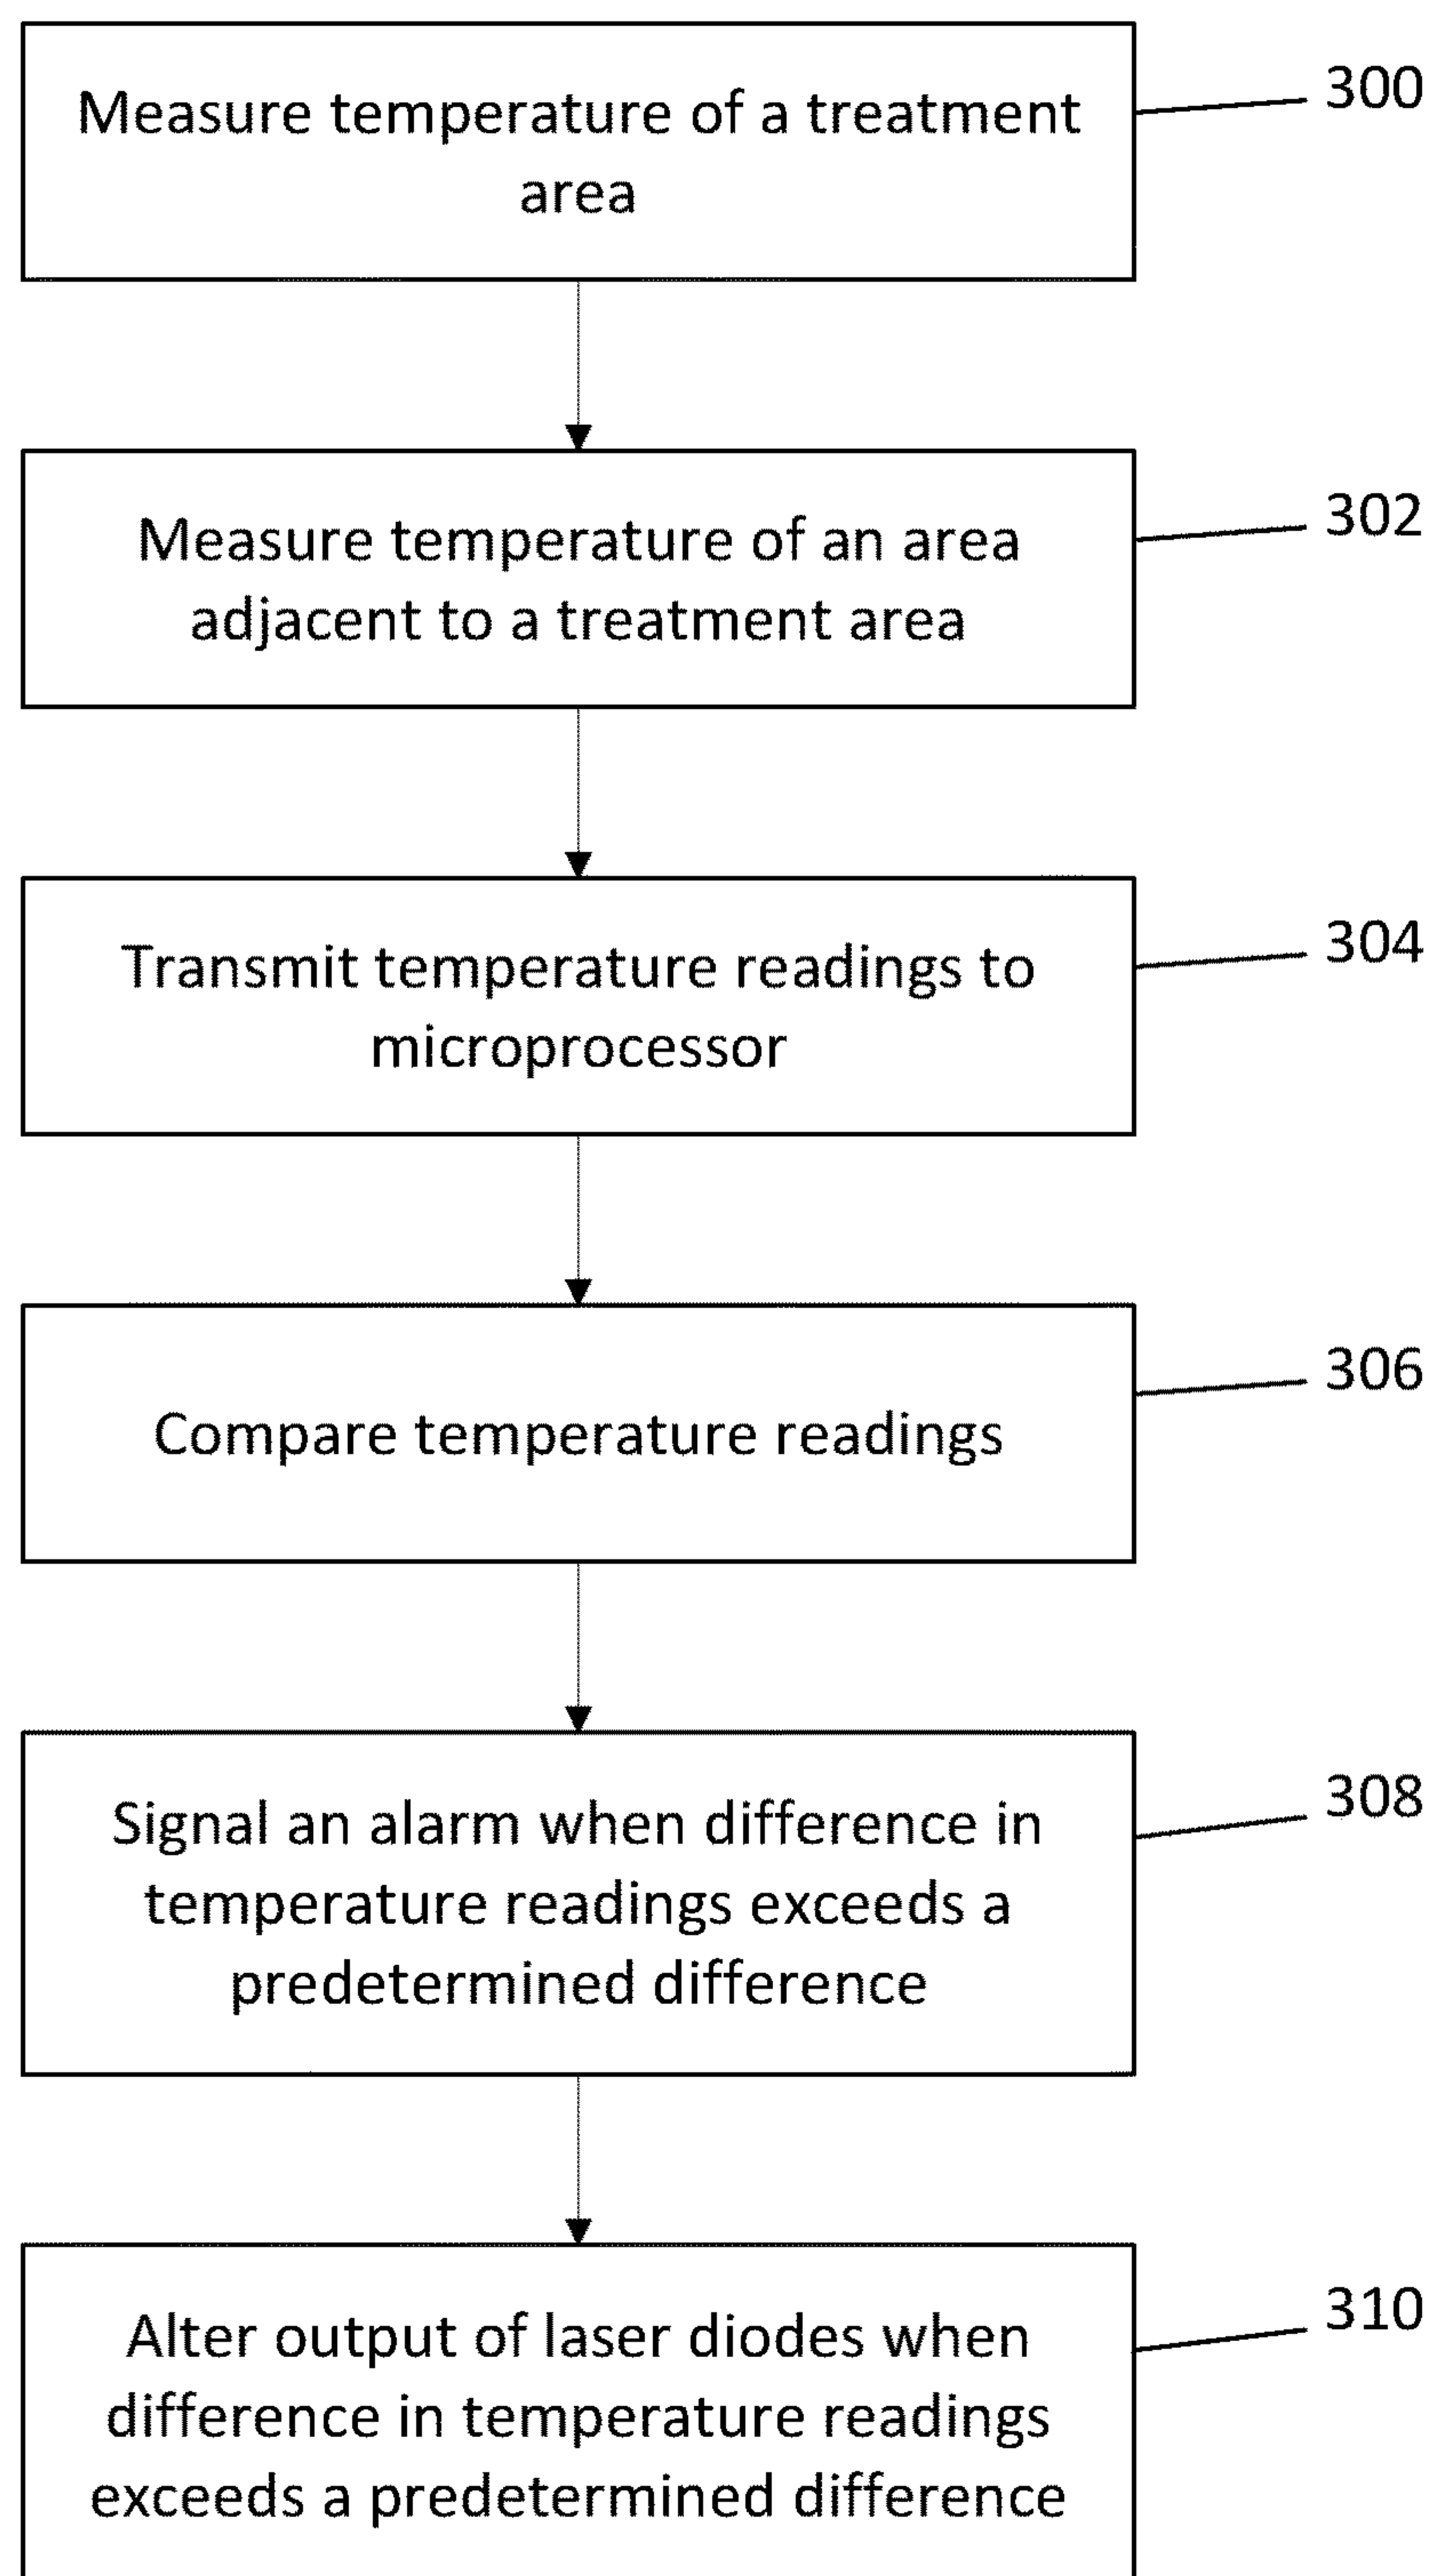 Measure temperature of a treatment
area
300
Measure temperature of an area
adjacent to a treatment area
302
Transmit temperature readings to
microprocessor
304
Compare temperature readings
306
Signal an alarm when difference in
temperature readings exceeds a
predetermined difference
308
Alter output of laser diodes when
difference in temperature readings
exceeds a predetermined difference
310